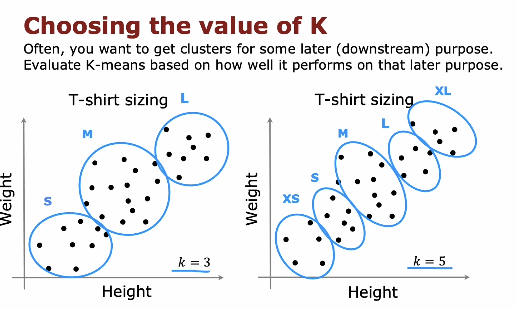 Choosing the value of K
Often, you want to get clusters for some later (downstream) purpose.
Evaluate K-means based on how well it performs on that later purpose.
T-shirt sizing
L
M
S
Weight
Height
k = 3
T-shirt sizing
XL
L
M
S
XS
Weight
Height
k = 5